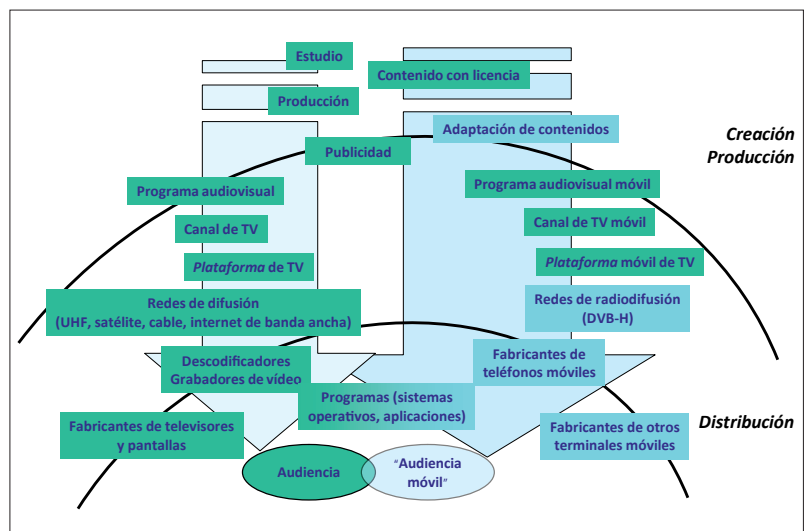 Estudio
Contenido con licencia
Producción
Adaptación de contenidos
Creación
Producción
Publicidad
Programa audiovisual
Programa audiovisual móvil
Canal de TV
Canal de TV móvil
Plataforma de TV
Plataforma móvil de TV
Redes de difusión
(UHF, satélite, cable, internet de banda ancha)
Redes de radiodifusión
(DVB-H)
Descodificadores
Grabadores de vídeo
Fabricantes de
teléfonos móviles
Programas (sistemas
operativos, aplicaciones)
Fabricantes de televisores
y pantallas
Fabricantes de otros
terminales móviles
Distribución
Audiencia
"Audiencia
móvil"